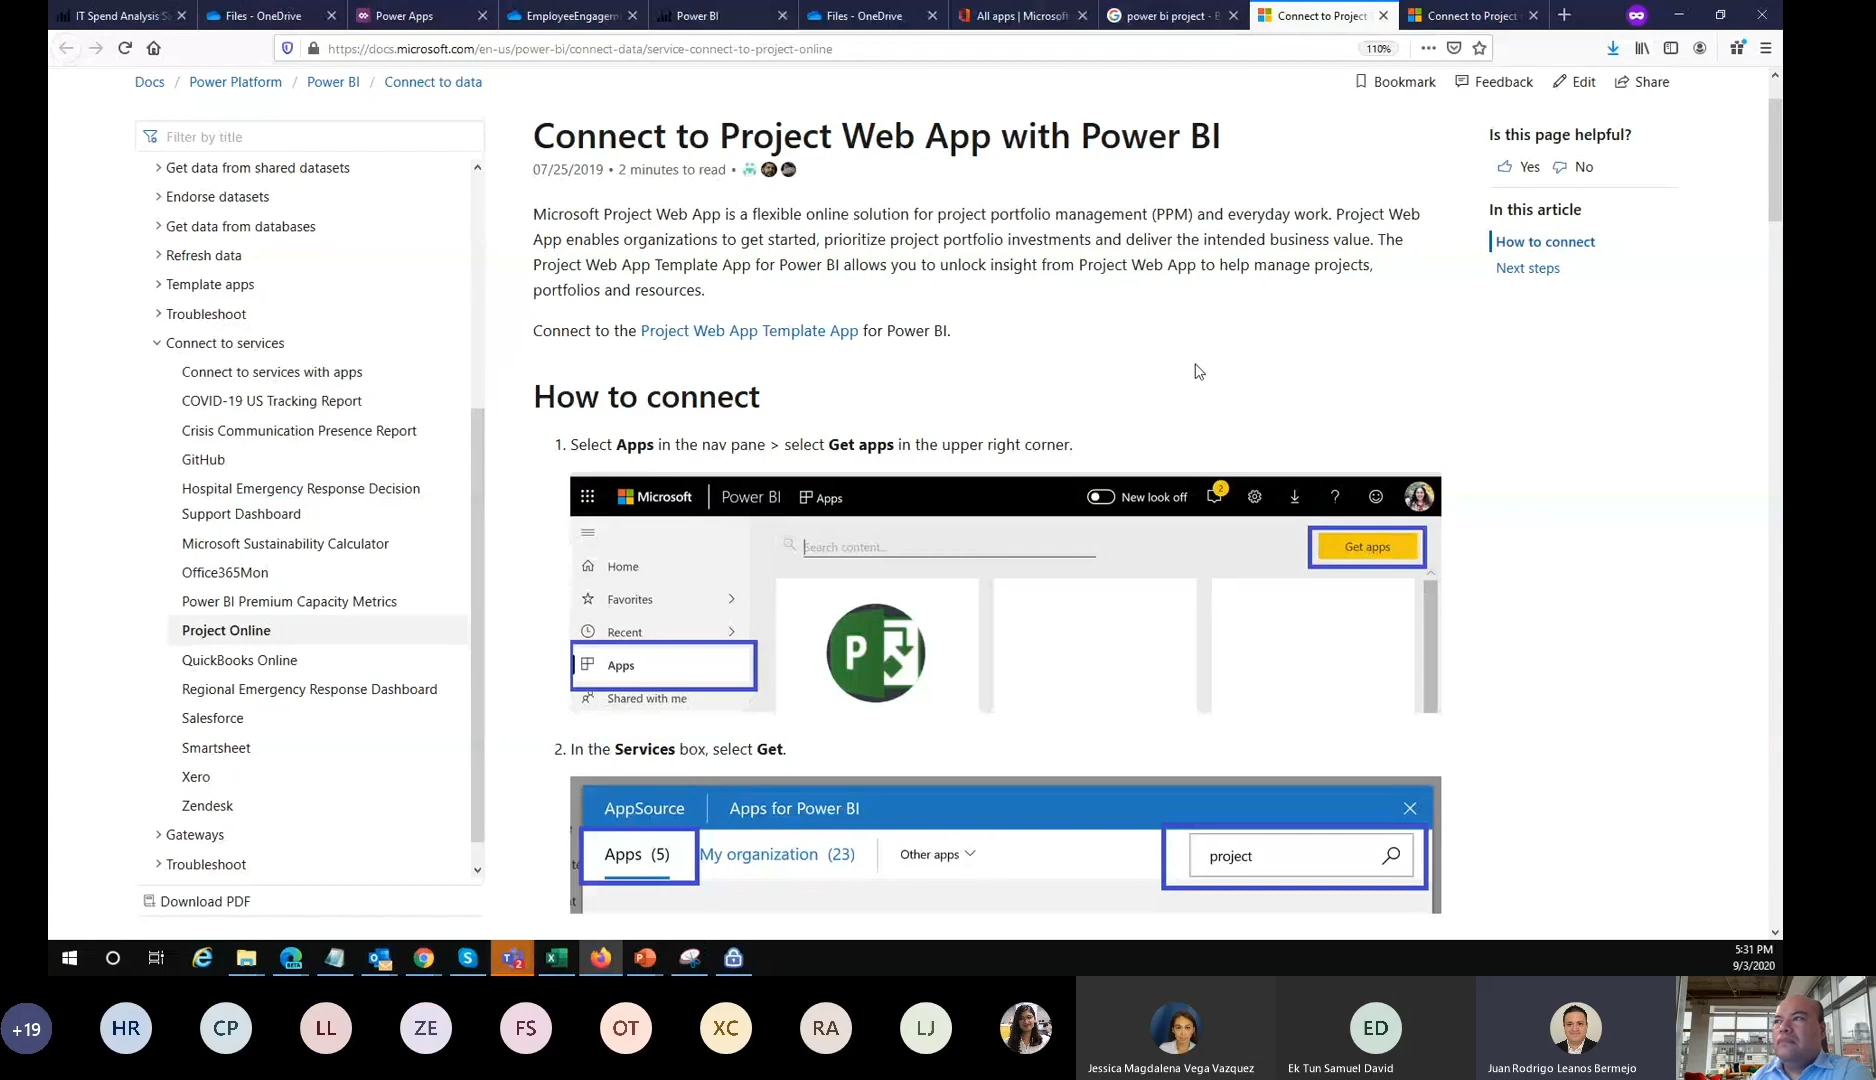 IT Spend Analysis Sa
Files - OneDrive
Power Apps
EmployeeEngagem
Power BI
Files - OneDrive
All apps | Microsoft
power bi project - B
Connect to Project
Connect to Project
https://docs.microsoft.com/en-us/power-bi/connect-data/service-connect-to-project-online
110%
Docs / Power Platform / Power BI / Connect to data
Bookmark Feedback Edit Share
Filter by title
Get data from shared datasets
Endorse datasets
Get data from databases
Refresh data
Template apps
Troubleshoot
Connect to services
Connect to services with apps
COVID-19 US Tracking Report
Crisis Communication Presence Report
GitHub
Hospital Emergency Response Decision
Support Dashboard
Microsoft Sustainability Calculator
Office365Mon
Power BI Premium Capacity Metrics
Project Online
QuickBooks Online
Regional Emergency Response Dashboard
Salesforce
Smartsheet
Xero
Zendesk
Gateways
Troubleshoot
Download PDF
Connect to Project Web App with Power BI
07/25/2019 • 2 minutes to read •
Microsoft Project Web App is a flexible online solution for project portfolio management (PPM) and everyday work. Project Web
App enables organizations to get started, prioritize project portfolio investments and deliver the intended business value. The
Project Web App Template App for Power BI allows you to unlock insight from Project Web App to help manage projects,
portfolios and resources.
Connect to the Project Web App Template App for Power BI.
How to connect
1. Select Apps in the nav pane > select Get apps in the upper right corner.
Microsoft Power BI Apps
New look off
2
?
Search content...
Get apps
Home
Favorites
Recent
Apps
Shared with me
P
2. In the Services box, select Get.
AppSource Apps for Power BI
Apps (5) My organization (23) Other apps
project
Is this page helpful?
Yes No
In this article
How to connect
Next steps
5:31 PM
9/3/2020
+19
HR
CP
LL
ZE
FS
OT
XC
RA
LJ
Jessica Magdalena Vega Vazquez
ED
Ek Tun Samuel David
Juan Rodrigo Leanos Bermejo